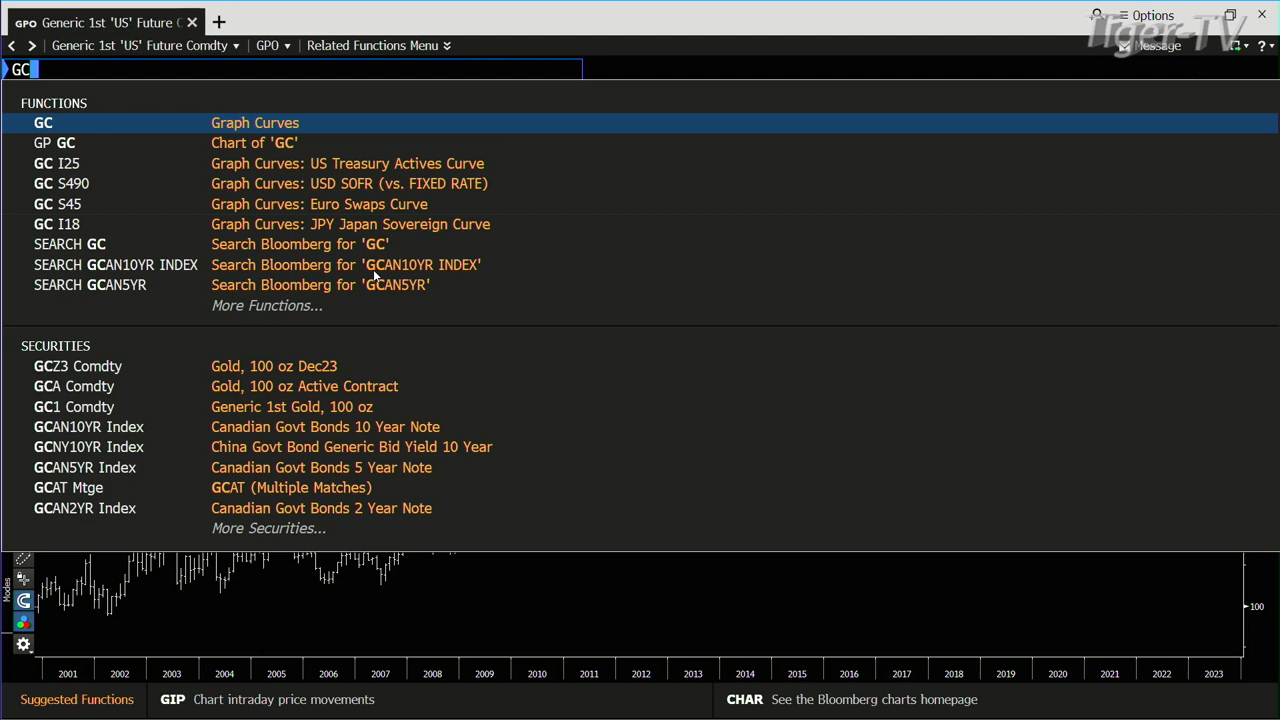 GPO Generic 1st 'US' Future C
Tiger-TV
Options
Generic 1st 'US' Future Comdty GPO Related Functions Menu
Message
?
GC
FUNCTIONS
GC Graph Curves
GP GC Chart of 'GC'
GC I25 Graph Curves: US Treasury Actives Curve
GC S490 Graph Curves: USD SOFR (vs. FIXED RATE)
GC S45 Graph Curves: Euro Swaps Curve
GC I18 Graph Curves: JPY Japan Sovereign Curve
SEARCH GC Search Bloomberg for 'GC'
SEARCH GCAN10YR INDEX Search Bloomberg for 'GCAN10YR INDEX'
SEARCH GCAN5YR Search Bloomberg for 'GCAN5YR'
More Functions...
SECURITIES
GCZ3 Comdty Gold, 100 oz Dec23
GCA Comdty Gold, 100 oz Active Contract
GC1 Comdty Generic 1st Gold, 100 oz
GCAN10YR Index Canadian Govt Bonds 10 Year Note
GCNY10YR Index China Govt Bond Generic Bid Yield 10 Year
GCAN5YR Index Canadian Govt Bonds 5 Year Note
GCAT Mtge GCAT (Multiple Matches)
GCAN2YR Index Canadian Govt Bonds 2 Year Note
More Securities...
Modes
100
2001 2002 2003 2004 2005 2006 2007 2008 2009 2010 2011 2012 2013 2014 2015 2016 2017 2018 2019 2020 2021 2022 2023
Suggested Functions GIP Chart intraday price movements CHAR See the Bloomberg charts homepage